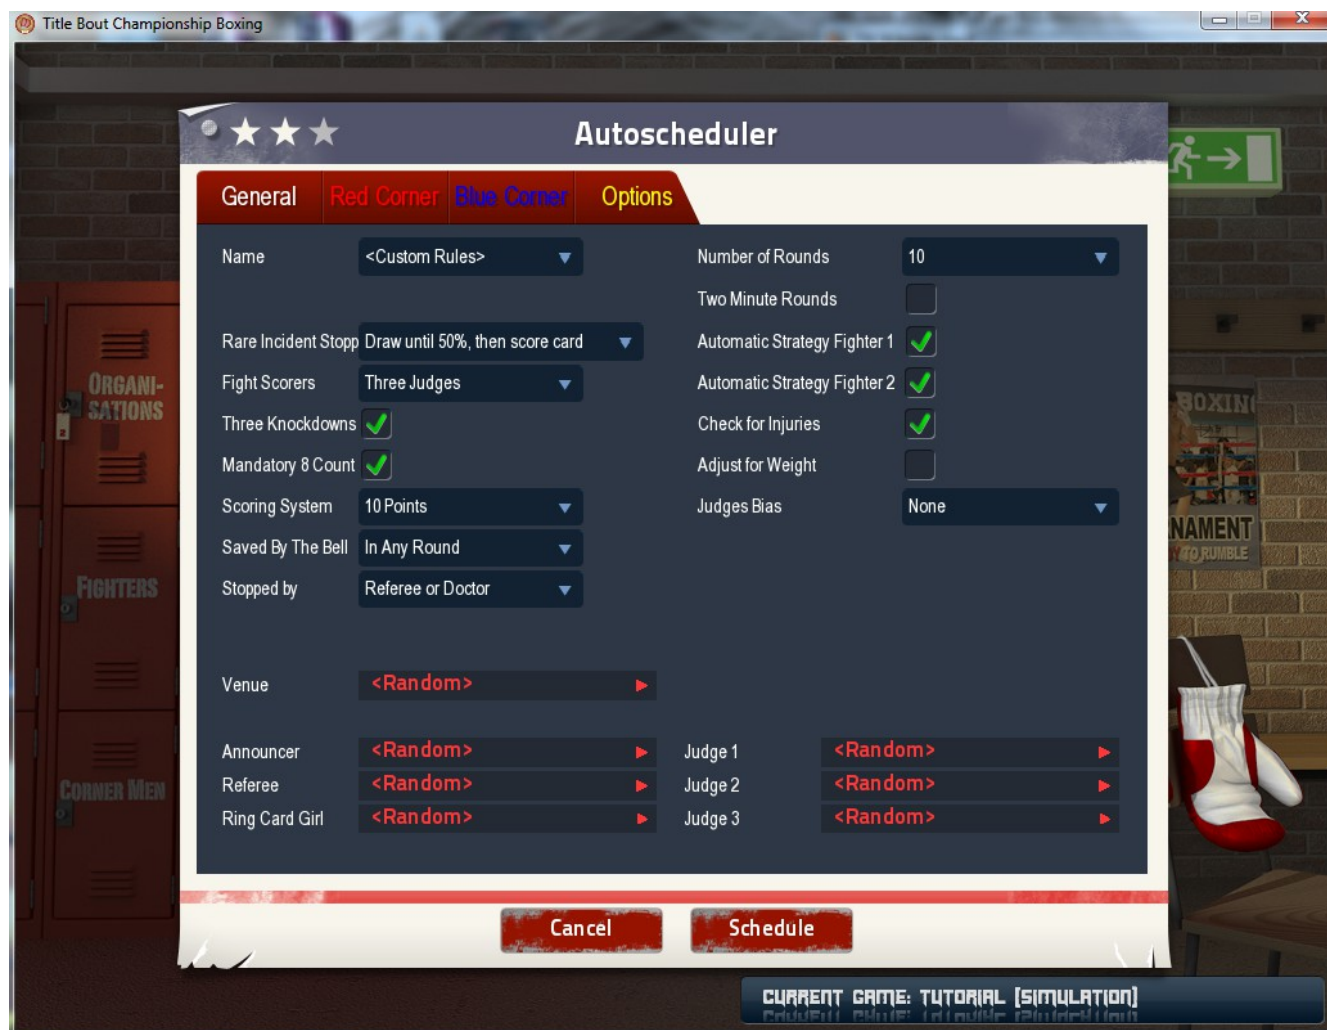 Title Bout Championship Boxing
Autoscheduler
General Red Corner Blue Corner Options
Name <Custom Rules> Number of Rounds 10
Two Minute Rounds
Rare Incident Stopp Draw until 50%, then score card Automatic Strategy Fighter 1
Fight Scorers Three Judges Automatic Strategy Fighter 2
Three Knockdowns Check for Injuries
Mandatory 8 Count Adjust for Weight
Scoring System 10 Points Judges Bias None
Saved By The Bell In Any Round
Stopped by Referee or Doctor
Venue <Random>
Announcer <Random> Judge 1 <Random>
Referee <Random> Judge 2 <Random>
Ring Card Girl <Random> Judge 3 <Random>
Cancel Schedule
ORGANI-
SATIONS
2
FIGHTERS
CORNER MEN
BOXING
NAMENT
TO RUMBLE
CURRENT GAME: TUTORIAL [SIMULATION]